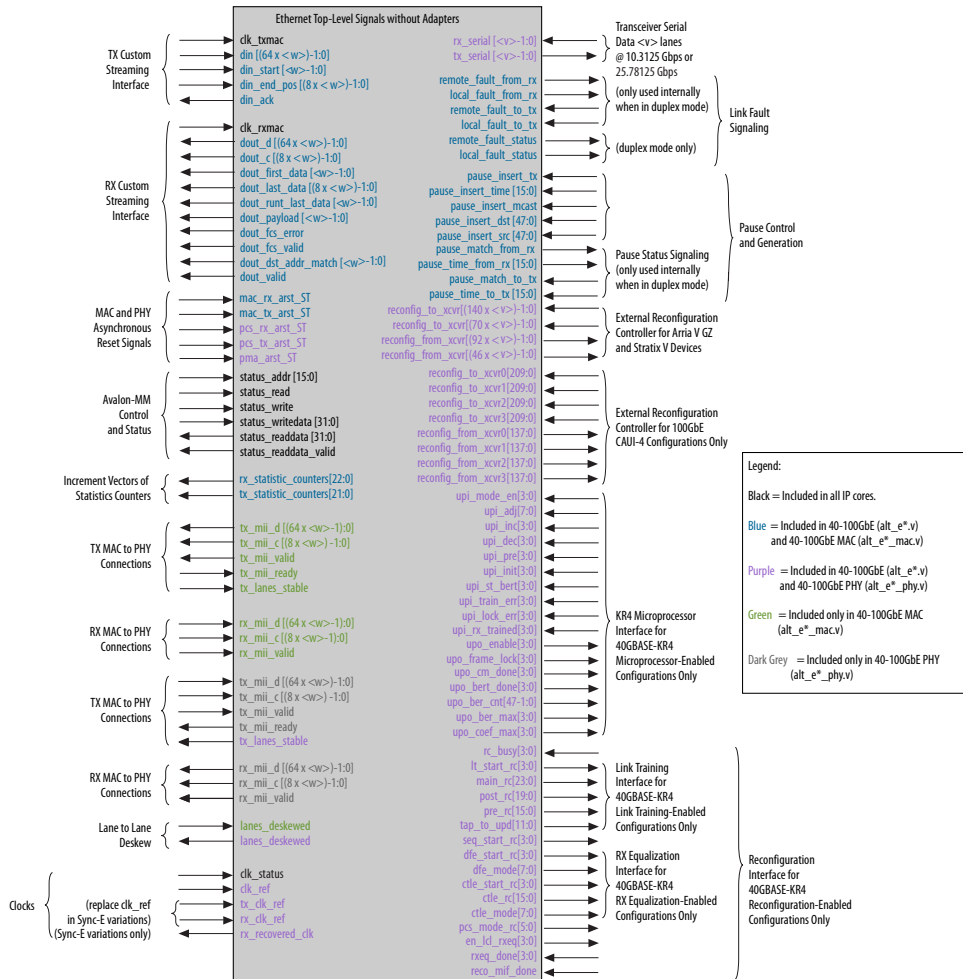 Ethernet Top-Level Signals without Adapters
TX Custom
Streaming
Interface
clk_txmac
din [(64 x <w>)-1:0]
din_start [<w>-1:0]
din_end_pos [(8 x <w>)-1:0]
din_ack
RX Custom
Streaming
Interface
clk_rxmac
dout_d [(64 x <w>)-1:0]
dout_c [(8 x <w>)-1:0]
dout_first_data [<w>-1:0]
dout_last_data [(8 x <w>)-1:0]
dout_runt_last_data [<w>-1:0]
dout_payload [<w>-1:0]
dout_fcs_error
dout_fcs_valid
dout_dst_addr_match [<w>-1:0]
dout_valid
MAC and PHY
Asynchronous
Reset Signals
mac_rx_arst_ST
mac_tx_arst_ST
pcs_rx_arst_ST
pcs_tx_arst_ST
pma_arst_ST
Avalon-MM
Control
and Status
status_addr [15:0]
status_read
status_write
status_writedata [31:0]
status_readdata [31:0]
status_readdata_valid
Increment Vectors of
Statistics Counters
rx_statistic_counters[22:0]
tx_statistic_counters[21:0]
TX MAC to PHY
Connections
tx_mii_d [(64 x <w>-1):0]
tx_mii_c [(8 x <w>) -1:0]
tx_mii_valid
tx_mii_ready
tx_lanes_stable
RX MAC to PHY
Connections
rx_mii_d [(64 x <w>-1):0]
rx_mii_c [(8 x <w>-1):0]
rx_mii_valid
TX MAC to PHY
Connections
tx_mii_d [(64 x <w>)-1:0]
tx_mii_c [(8 x <w>)-1:0]
tx_mii_valid
tx_mii_ready
tx_lanes_stable
RX MAC to PHY
Connections
rx_mii_d [(64 x <w>)-1:0]
rx_mii_c [(8 x <w>)-1:0]
rx_mii_valid
Lane to Lane
Deskew
lanes_deskewed
lanes_deskewed
Clocks
(replace clk_ref
in Sync-E variations)
(Sync-E variations only)
clk_status
clk_ref
tx_clk_ref
rx_clk_ref
rx_recovered_clk
rx_serial [<v>-1:0]
tx_serial [<v>-1:0]
Transceiver Serial
Data <v> lanes
@ 10.3125 Gbps or
25.78125 Gbps
remote_fault_from_rx
local_fault_from_rx
remote_fault_to_tx
local_fault_to_tx
remote_fault_status
local_fault_status
(only used internally
when in duplex mode)
(duplex mode only)
Link Fault
Signaling
pause_insert_tx
pause_insert_time [15:0]
pause_insert_mcast
pause_insert_dst [47:0]
pause_insert_src [47:0]
pause_match_from_rx
pause_time_from_rx [15:0]
pause_match_to_tx
pause_time_to_tx [15:0]
Pause Status Signaling
(only used internally
when in duplex mode)
Pause Control
and Generation
reconfig_to_xcvr[(140 x <v>)-1:0]
reconfig_to_xcvr[(70 x <v>)-1:0]
reconfig_from_xcvr[(92 x <v>)-1:0]
reconfig_from_xcvr[(46 x <v>)-1:0]
External Reconfiguration
Controller for Arria V GZ
and Stratix V Devices
reconfig_to_xcvr0[209:0]
reconfig_to_xcvr1[209:0]
reconfig_to_xcvr2[209:0]
reconfig_to_xcvr3[209:0]
reconfig_from_xcvr0[137:0]
reconfig_from_xcvr1[137:0]
reconfig_from_xcvr2[137:0]
reconfig_from_xcvr3[137:0]
External Reconfiguration
Controller for 100GbE
CAUI-4 Configurations Only
upi_mode_en[3:0]
upi_adj[7:0]
upi_inc[3:0]
upi_dec[3:0]
upi_pre[3:0]
upi_init[3:0]
upi_st_bert[3:0]
upi_train_err[3:0]
upi_lock_err[3:0]
upi_rx_trained[3:0]
upo_enable[3:0]
upo_frame_lock[3:0]
upo_cm_done[3:0]
upo_bert_done[3:0]
upo_ber_cnt[47-1:0]
upo_ber_max[3:0]
upo_coef_max[3:0]
KR4 Microprocessor
Interface for
40GBASE-KR4
Microprocessor-Enabled
Configurations Only
rc_busy[3:0]
lt_start_rc[3:0]
main_rc[23:0]
post_rc[19:0]
pre_rc[15:0]
tap_to_upd[11:0]
seq_start_rc[3:0]
dfe_start_rc[3:0]
dfe_mode[7:0]
ctle_start_rc[3:0]
ctle_rc[15:0]
ctle_mode[7:0]
pcs_mode_rc[5:0]
en_lcl_rxeq[3:0]
rxeq_done[3:0]
reco_mif_done
Link Training
Interface for
40GBASE-KR4
Link Training-Enabled
Configurations Only
RX Equalization
Interface for
40GBASE-KR4
RX Equalization-Enabled
Configurations Only
Reconfiguration
Interface for
40GBASE-KR4
Reconfiguration-Enabled
Configurations Only
Legend:
Black = Included in all IP cores.
Blue = Included in 40-100GbE (alt_e*.v)
and 40-100GbE MAC (alt_e*_mac.v)
Purple = Included in 40-100GbE (alt_e*.v)
and 40-100GbE PHY (alt_e*_phy.v)
Green = Included only in 40-100GbE MAC
(alt_e*_mac.v)
Dark Grey = Included only in 40-100GbE PHY
(alt_e*_phy.v)